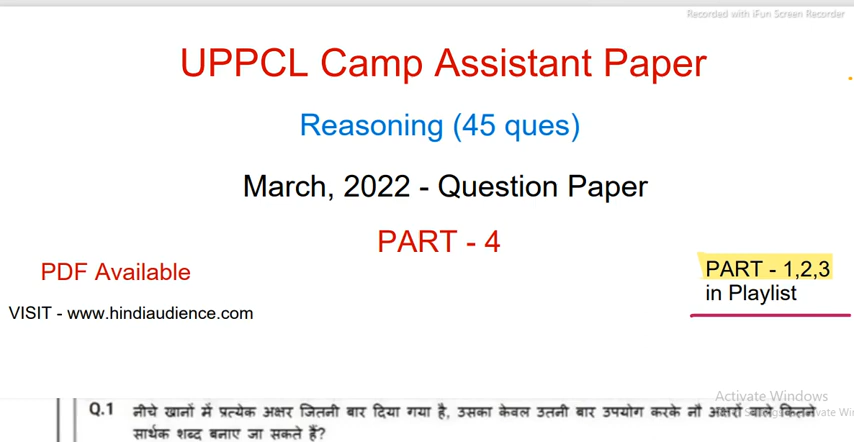 Recorded with iFun Screen Recorder
UPPCL Camp Assistant Paper
Reasoning (45 ques)
March, 2022 - Question Paper
PART - 4
PDF Available
PART - 1,2,3
in Playlist
VISIT - www.hindiaudience.com
Activate Windows
Q.1 नीचे खानों में प्रत्येक अक्षर जितनी बार दिया गया है, उसका केवल उतनी बार उपयोग करके नौ अक्षरों वाले कितने
सार्थक शब्द बनाए जा सकते हैं?